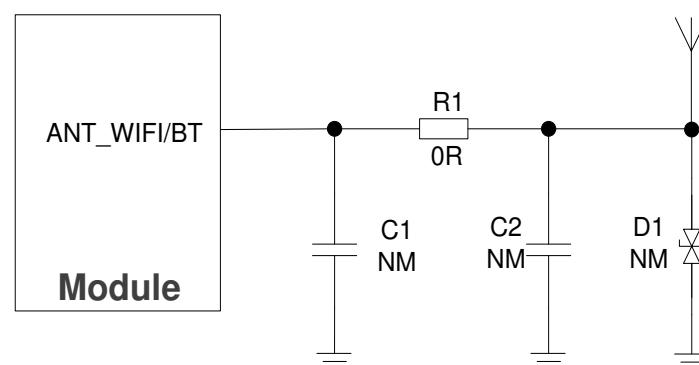 R1
ANT_WIFI/BT
0R
C1
NM
C2
NM
D1
NM
Module